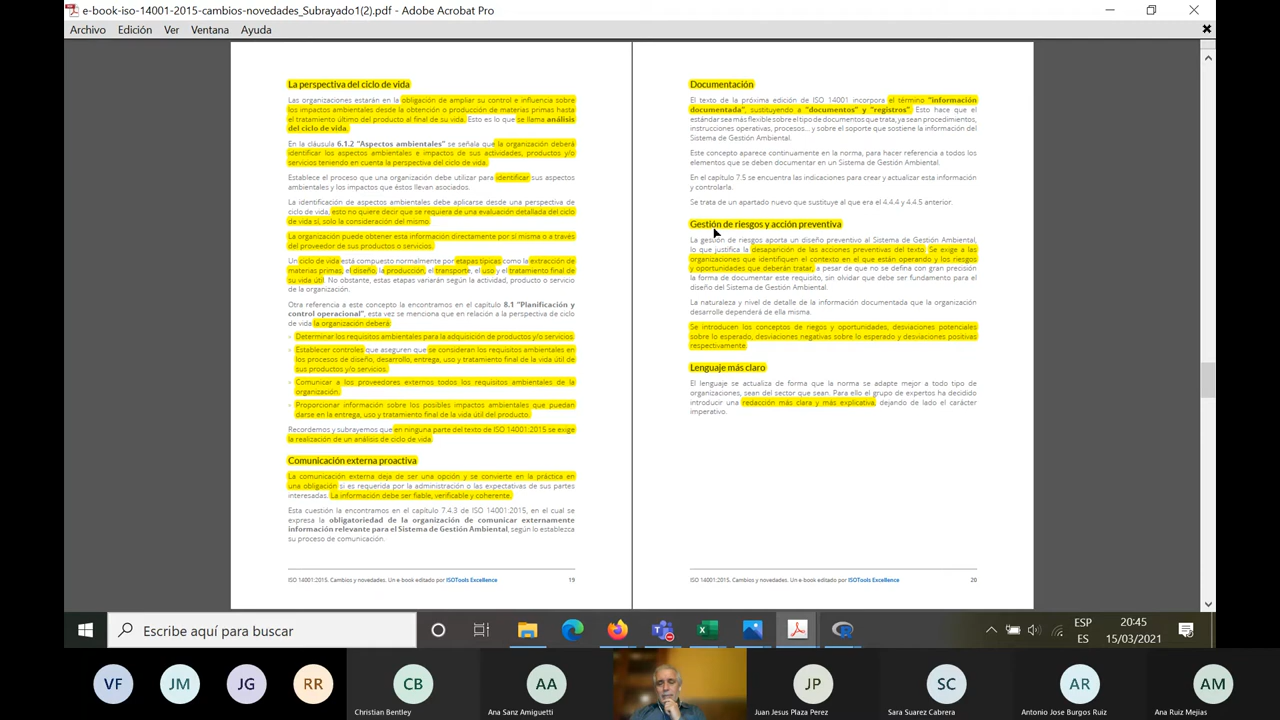 e-book-iso-14001-2015-cambios-novedades_Subrayado1(2).pdf - Adobe Acrobat Pro
Archivo Edición Ver Ventana Ayuda
La perspectiva del ciclo de vida
Las organizaciones estarán en la obligación de ampliar su control e influencia sobre
los impactos ambientales desde la obtención o producción de materias primas hasta
el tratamiento último del producto al final de su vida. Esto es lo que se llama análisis
del ciclo de vida.
En la cláusula 6.1.2 “Aspectos ambientales” se señala que la organización deberá
identificar los aspectos ambientales e impactos de sus actividades, productos y/o
servicios teniendo en cuenta la perspectiva del ciclo de vida.
Establece el proceso que una organización debe utilizar para identificar sus aspectos
ambientales y los impactos que éstos llevan asociados.
La identificación de aspectos ambientales debe aplicarse desde una perspectiva de
ciclo de vida, esto no quiere decir que se requiera de una evaluación detallada del ciclo
de vida sí, solo la consideración del mismo.
La organización puede obtener esta información directamente por sí misma o a través
del proveedor de sus productos o servicios.
Un ciclo de vida está compuesto normalmente por etapas típicas como la extracción de
materias primas, el diseño, la producción, el transporte, el uso y el tratamiento final de
su vida útil. No obstante, estas etapas variarán según la actividad, producto o servicio
de la organización.
Otra referencia a este concepto la encontramos en el capítulo 8.1 “Planificación y
control operacional”, esta vez se menciona que en relación a la perspectiva de ciclo
de vida la organización deberá:
» Determinar los requisitos ambientales para la adquisición de productos y/o servicios.
» Establecer controles que aseguren que se consideran los requisitos ambientales en
los procesos de diseño, desarrollo, entrega, uso y tratamiento final de la vida útil de
sus productos y/o servicios.
» Comunicar a los proveedores externos todos los requisitos ambientales de la
organización.
» Proporcionar información sobre los posibles impactos ambientales que puedan
darse en la entrega, uso y tratamiento final de la vida útil del producto.
Recordemos y subrayemos que en ninguna parte del texto de ISO 14001:2015 se exige
la realización de un análisis de ciclo de vida.
Comunicación externa proactiva
La comunicación externa deja de ser una opción y se convierte en la práctica en
una obligación si es requerida por la administración o las expectativas de sus partes
interesadas. La información debe ser fiable, verificable y coherente.
Esta cuestión la encontramos en el capítulo 7.4.3 de ISO 14001:2015, en el cual se
expresa la obligatoriedad de la organización de comunicar externamente
información relevante para el Sistema de Gestión Ambiental, según lo establezca
su proceso de comunicación.
ISO 14001:2015. Cambios y novedades. Un e-book editado por ISOTools Excellence 19
Documentación
El texto de la próxima edición de ISO 14001 incorpora el término “información
documentada”, sustituyendo a “documentos” y “registros”. Esto hace que el
estándar sea más flexible sobre el tipo de documentos que trata, ya sean procedimientos,
instrucciones operativas, procesos... y sobre el soporte que sostiene la información del
Sistema de Gestión Ambiental.
Este concepto aparece continuamente en la norma, para hacer referencia a todos los
elementos que se deben documentar en un Sistema de Gestión Ambiental.
En el capítulo 7.5 se encuentra las indicaciones para crear y actualizar esta información
y controlarla.
Se trata de un apartado nuevo que sustituye al que era el 4.4.4 y 4.4.5 anterior.
Gestión de riesgos y acción preventiva
La gestión de riesgos aporta un diseño preventivo al Sistema de Gestión Ambiental,
lo que justifica la desaparición de las acciones preventivas del texto. Se exige a las
organizaciones que identifiquen el contexto en el que están operando y los riesgos
y oportunidades que deberán tratar, a pesar de que no se defina con gran precisión
la forma de documentar este requisito, sin olvidar que debe ser fundamento para el
diseño del Sistema de Gestión Ambiental.
La naturaleza y nivel de detalle de la información documentada que la organización
desarrolle dependerá de ella misma.
Se introducen los conceptos de riegos y oportunidades, desviaciones potenciales
sobre lo esperado, desviaciones negativas sobre lo esperado y desviaciones positivas
respectivamente.
Lenguaje más claro
El lenguaje se actualiza de forma que la norma se adapte mejor a todo tipo de
organizaciones, sean del sector que sean. Para ello el grupo de expertos ha decidido
introducir una redacción más clara y más explicativa, dejando de lado el carácter
imperativo.
ISO 14001:2015. Cambios y novedades. Un e-book editado por ISOTools Excellence 20
Escribe aquí para buscar
ESP
ES
20:45
15/03/2021
VF JM JG RR CB AA JP SC AR AM
Christian Bentley Ana Sanz Amiguetti Juan Jesus Plaza Perez Sara Suarez Cabrera Antonio Jose Burgos Ruiz Ana Ruiz Mejias